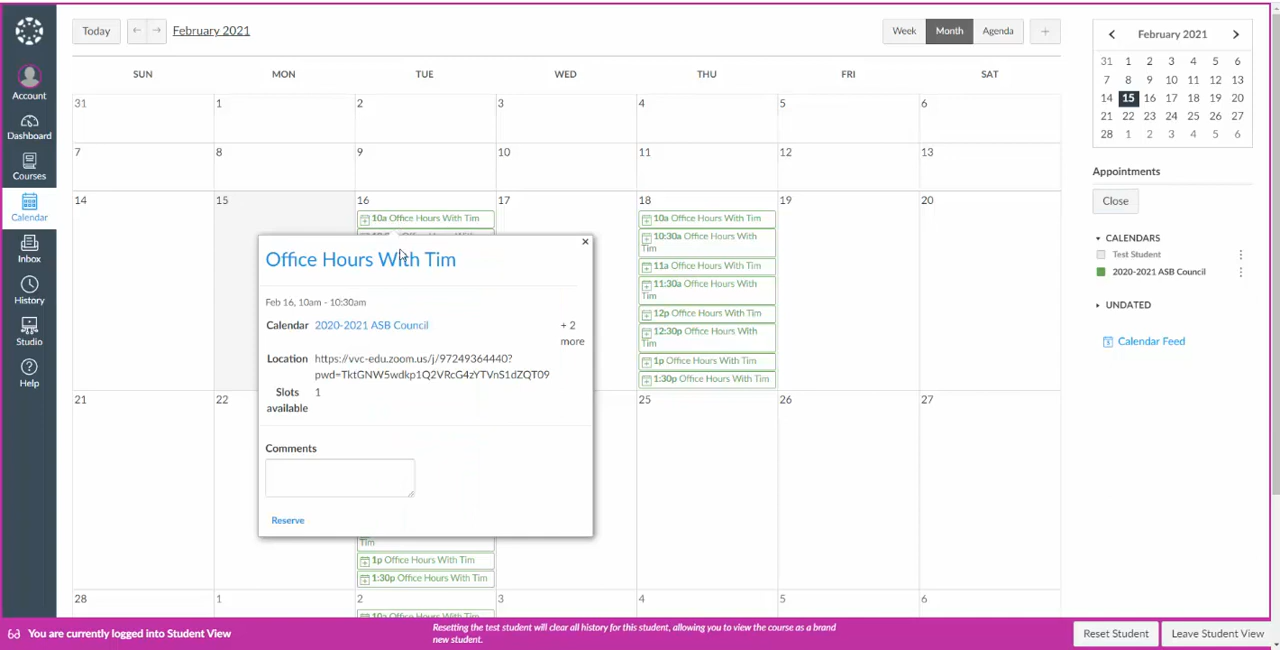 Today ← → February 2021 Week Month Agenda +
Account
Dashboard
Courses
Calendar
Inbox
History
Studio
Help
SUN MON TUE WED THU FRI SAT
31 1 2 3 4 5 6
7 8 9 10 11 12 13
14 15 16 17 18 19 20
10a Office Hours With Tim
Office Hours With Tim ×
Feb 16, 10am - 10:30am
Calendar 2020-2021 ASB Council + 2
more
Location https://vvc-edu.zoom.us/j/97249364440?
pwd=TktGNW5wdkp1Q2VRcG4zYTVnS1dZQT09
Slots 1
available
Comments
Reserve
Tim
1p Office Hours With Tim
1:30p Office Hours With Tim
10a Office Hours With Tim
10:30a Office Hours With
Tim
11a Office Hours With Tim
11:30a Office Hours With
Tim
12p Office Hours With Tim
12:30p Office Hours With
Tim
1p Office Hours With Tim
1:30p Office Hours With Tim
21 22 25 26 27
28 1 2 3 4 5 6
10a Office Hours With Tim
February 2021
31 1 2 3 4 5 6
7 8 9 10 11 12 13
14 15 16 17 18 19 20
21 22 23 24 25 26 27
28 1 2 3 4 5 6
Appointments
Close
CALENDARS
Test Student
2020-2021 ASB Council
UNDATED
Calendar Feed
You are currently logged into Student View
Resetting the test student will clear all history for this student, allowing you to view the course as a brand
new student.
Reset Student Leave Student View